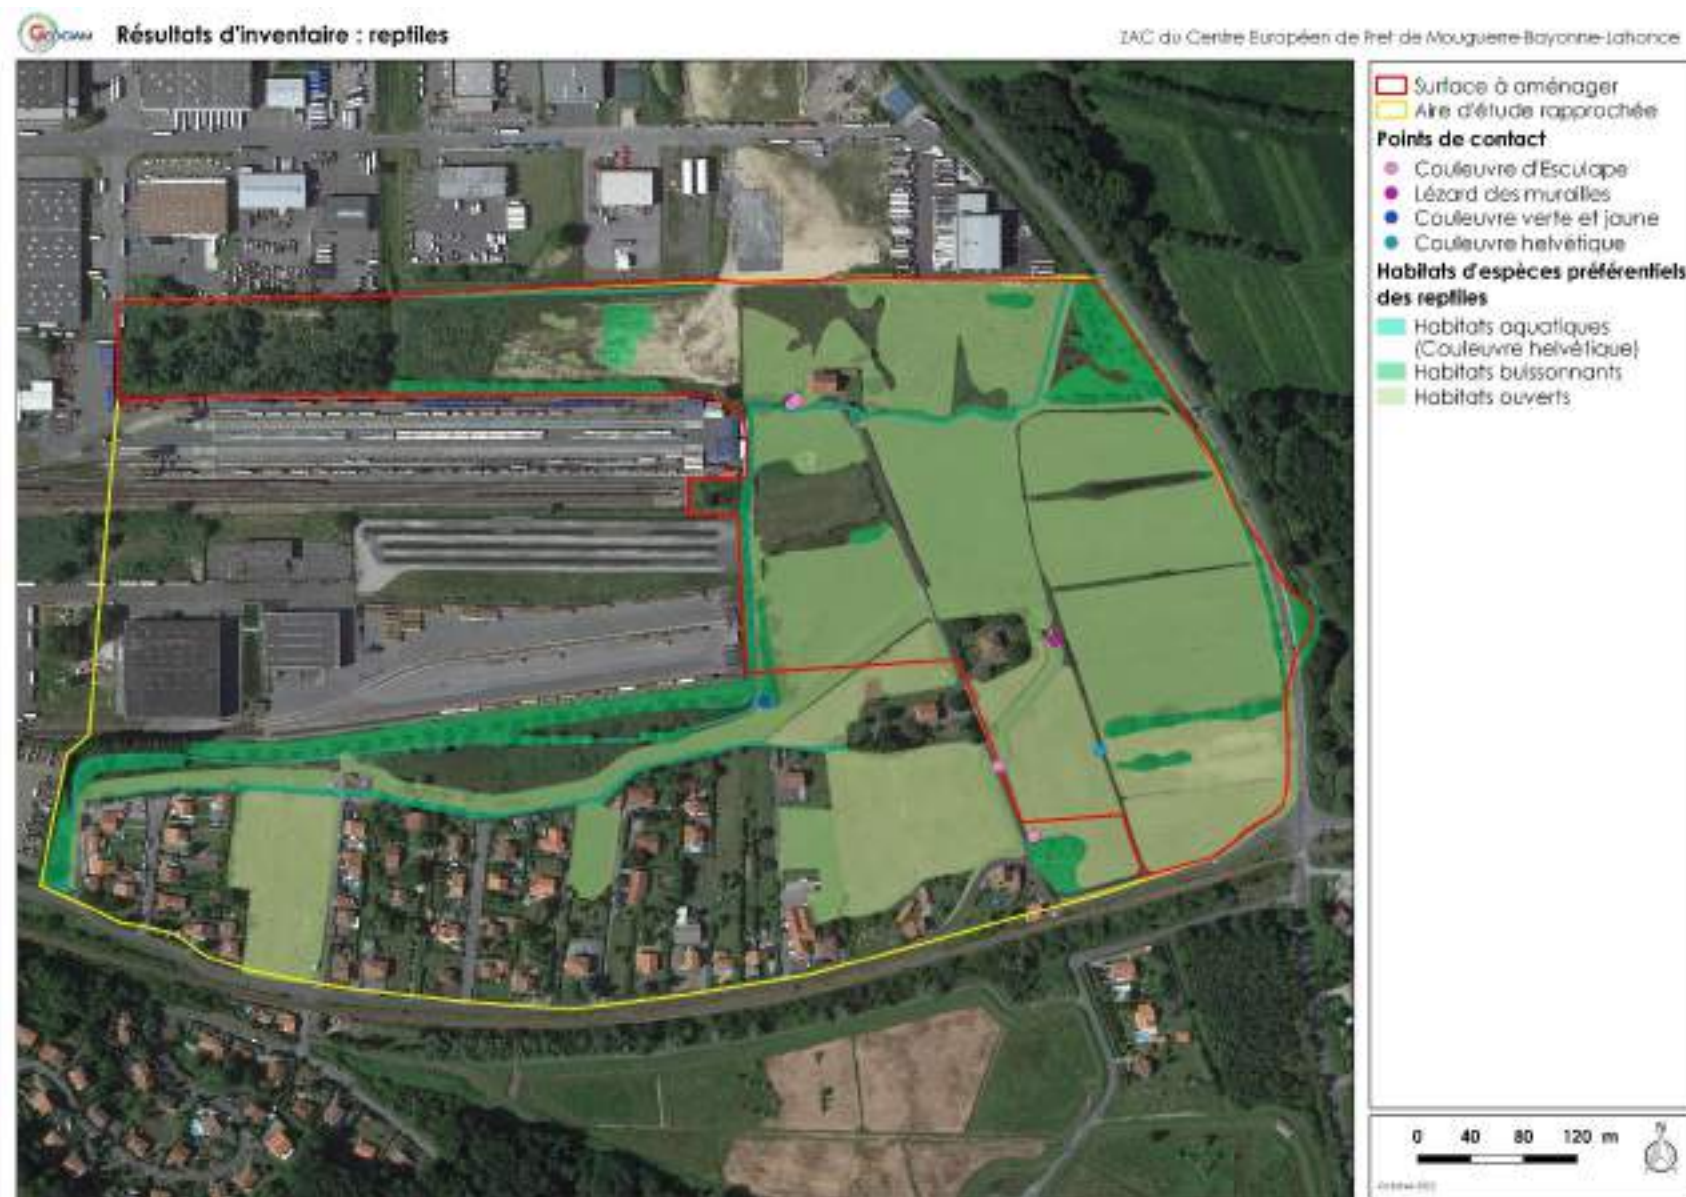 Résultats d'inventaire : reptiles
ZAC du Centre Européen de Fret de Mouguerre-Bayonne-Lahonce
Surface à aménager
Aire d'étude rapprochée
Points de contact
Couleuvre d'Esculape
Lézard des murailles
Couleuvre verte et jaune
Couleuvre helvétique
Habitats d'espèces préférentiels
des reptiles
Habitats aquatiques
(Couleuvre helvétique)
Habitats buissonnants
Habitats ouverts
0 40 80 120 m
N